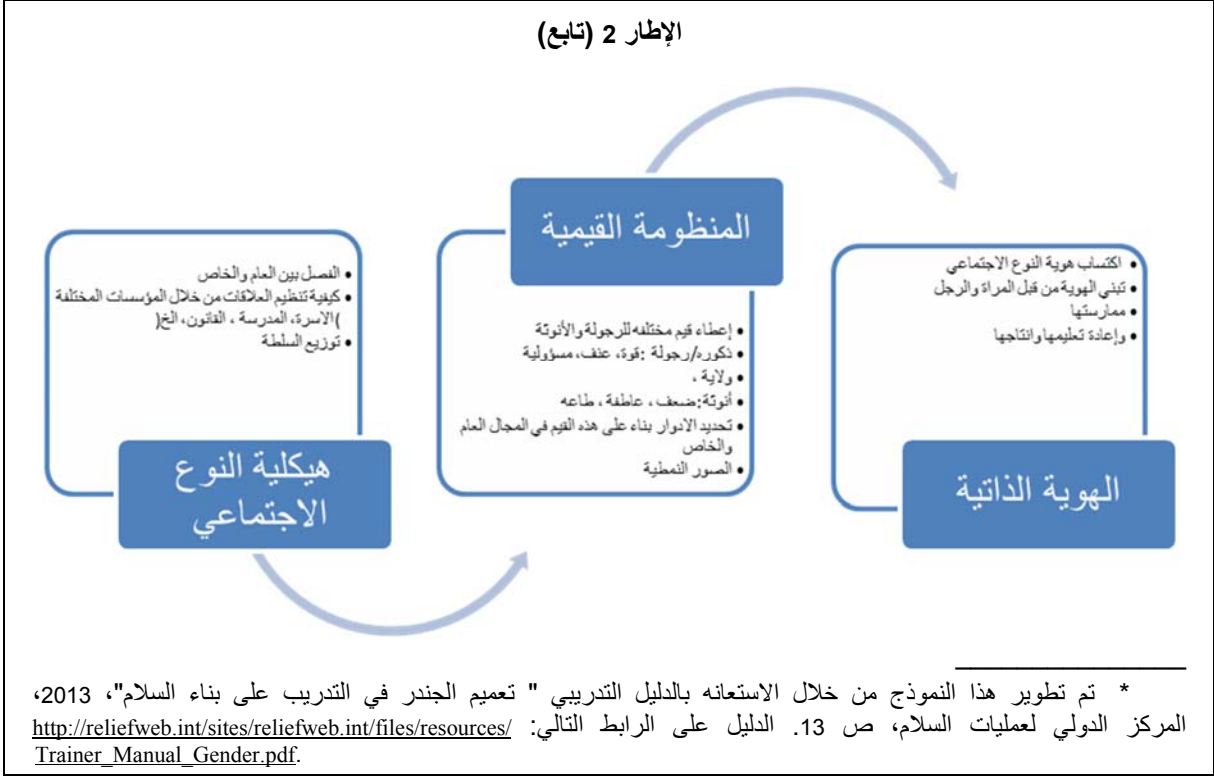 الإطار 2 (تابع)
هيكلية النوع
الاجتماعي
• الفصل بين العام والخاص
• كيفية تنظيم العلاقات من خلال المؤسسات المختلفة
)الاسرة، المدرسة ، القانون، الخ(
• توزيع السلطة
المنظومة القيمية
• إعطاء قيم مختلفه للرجولة والأنوثة
• ذكوره/رجولة :قوة، عنف، مسؤولية
• ولاية ،
• أنوثة:ضعف ، عاطفة ، طاعه
• تحديد الادوار بناء على هذه القيم في المجال العام
والخاص
• الصور النمطية
الهوية الذاتية
• اكتساب هوية النوع الاجتماعي
• تبني الهوية من قبل المراة والرجل
• ممارستها
• وإعادة تعليمها وانتاجها
* تم تطوير هذا النموذج من خلال الاستعانه بالدليل التدريبي " تعميم الجندر في التدريب على بناء السلام"، 2013،
المركز الدولي لعمليات السلام، ص 13. الدليل على الرابط التالي: http://reliefweb.int/sites/reliefweb.int/files/resources/
Trainer_Manual_Gender.pdf.